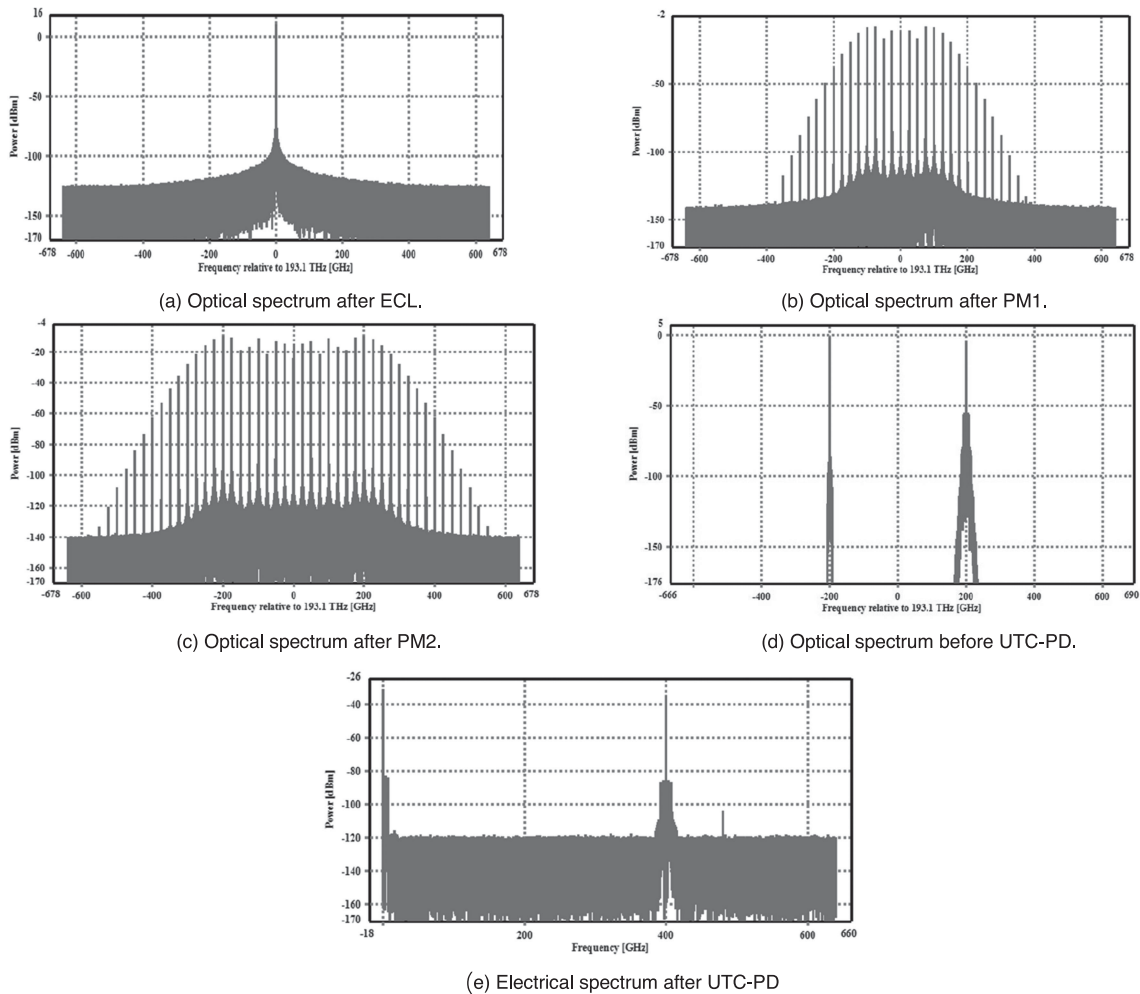 16
0
-50
-100
-150
-170
Power [dBm]
-678 -600 -400 -200 0 200 400 600 678
Frequency relative to 193.1 THz [GHz]
(a) Optical spectrum after ECL.
-2
-50
-100
-150
-170
Power [dBm]
-678 -600 -400 -200 0 200 400 600 678
Frequency relative to 193.1 THz [GHz]
(b) Optical spectrum after PM1.
-4
-20
-40
-60
-80
-100
-120
-140
-170
Power [dBm]
-678 -600 -400 -200 0 200 400 600 678
Frequency relative to 193.1 THz [GHz]
(c) Optical spectrum after PM2.
5
0
-50
-100
-150
-176
Power [dBm]
-666 -400 -200 0 200 400 690
Frequency relative to 193.1 THz [GHz]
(d) Optical spectrum before UTC-PD.
-26
-40
-60
-80
-100
-120
-140
-160
-170
Power [dBm]
-18 200 400 600 660
Frequency [GHz]
(e) Electrical spectrum after UTC-PD